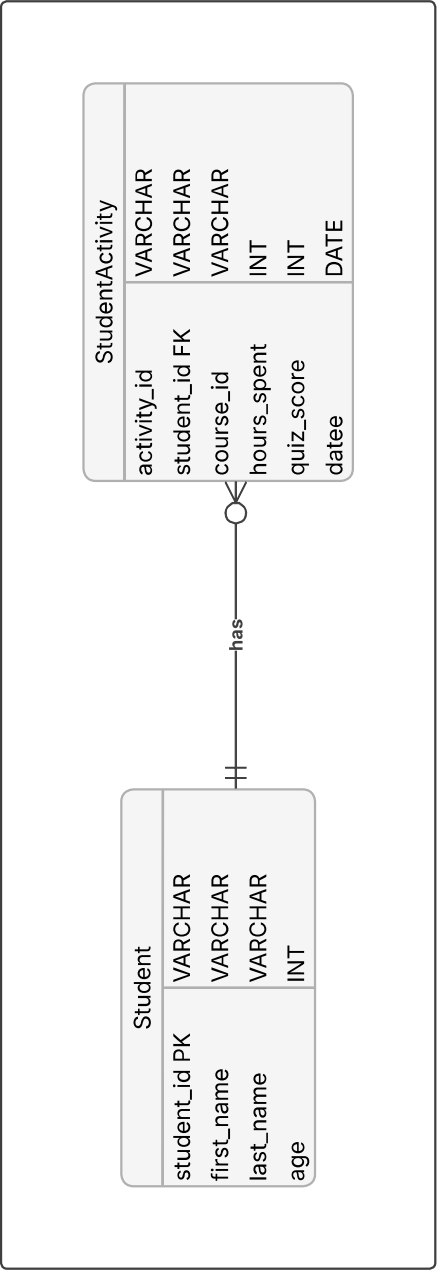 Student
student_id PK VARCHAR
first_name VARCHAR
last_name VARCHAR
age INT
has
StudentActivity
activity_id VARCHAR
student_id FK VARCHAR
course_id VARCHAR
hours_spent INT
quiz_score INT
datee DATE